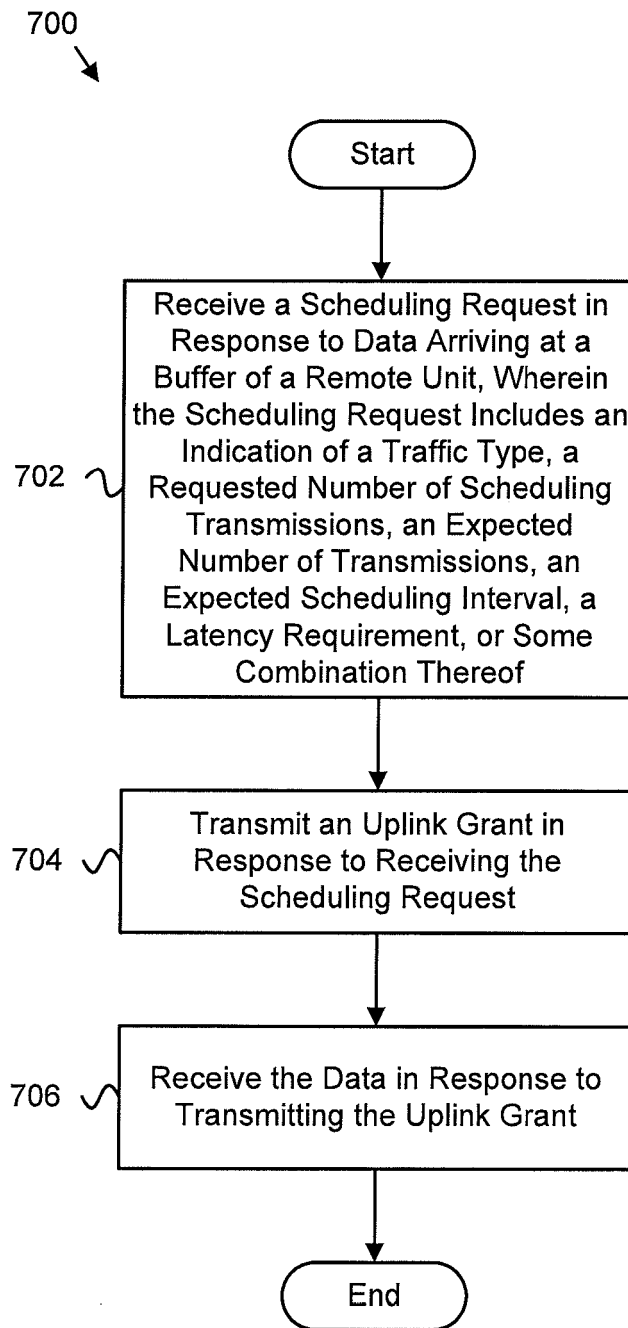 700
Start
702
Receive a Scheduling Request in
Response to Data Arriving at a
Buffer of a Remote Unit, Wherein
the Scheduling Request Includes an
Indication of a Traffic Type, a
Requested Number of Scheduling
Transmissions, an Expected
Number of Transmissions, an
Expected Scheduling Interval, a
Latency Requirement, or Some
Combination Thereof
704
Transmit an Uplink Grant in
Response to Receiving the
Scheduling Request
706
Receive the Data in Response to
Transmitting the Uplink Grant
End